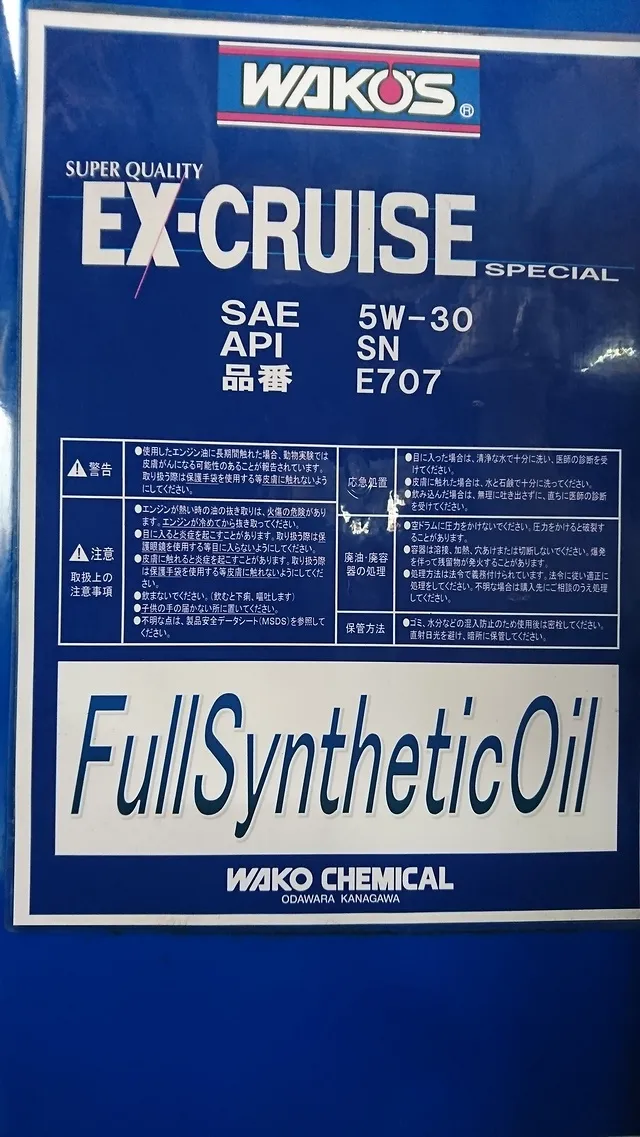 WAKO'S®
SUPER QUALITY
EX-CRUISE SPECIAL
SAE 5W-30
API SN
品番 E707
警告
●使用したエンジン油に長期間触れた場合、動物実験では
皮膚がんになる可能性のあることが報告されています。
取り扱う際は保護手袋を使用する等皮膚に触れないよう
にしてください。
注意
取扱上の
注意事項
●エンジンが熱い時の油の抜き取りは、火傷の危険があり
ます。エンジンが冷めてから抜き取ってください。
●目に入ると炎症を起こすことがあります。取り扱う際は保
護眼鏡を使用する等目に入らないようにしてください。
●皮膚に触れると炎症を起こすことがあります。取り扱う際
は保護手袋を使用する等皮膚に触れないようにしてくだ
さい。
●飲まないでください。(飲むと下痢、嘔吐します)
●子供の手の届かない所に置いてください。
●不明な点は、製品安全データシート(MSDS)を参照して
ください。
応急処置
●目に入った場合は、清浄な水で十分に洗い、医師の診断を受
けてください。
●皮膚に触れた場合は、水と石鹸で十分に洗ってください。
●飲み込んだ場合は、無理に吐き出さずに、直ちに医師の診断
を受けてください。
廃油・廃容
器の処理
●空ドラムに圧力をかけないでください。圧力をかけると破裂す
ることがあります。
●容器は溶接、加熱、穴あけまたは切断しないでください。爆発
を伴って残留物が発火することがあります。
●処理方法は法令で義務付けられています。法令に従い適正に
処理をしてください。不明な場合は購入先にご相談のうえ処理
してください。
保管方法
●ゴミ、水分などの混入防止のため使用後は密栓してください。
直射日光を避け、暗所に保管してください。
FullSyntheticOil
WAKO CHEMICAL
ODAWARA KANAGAWA